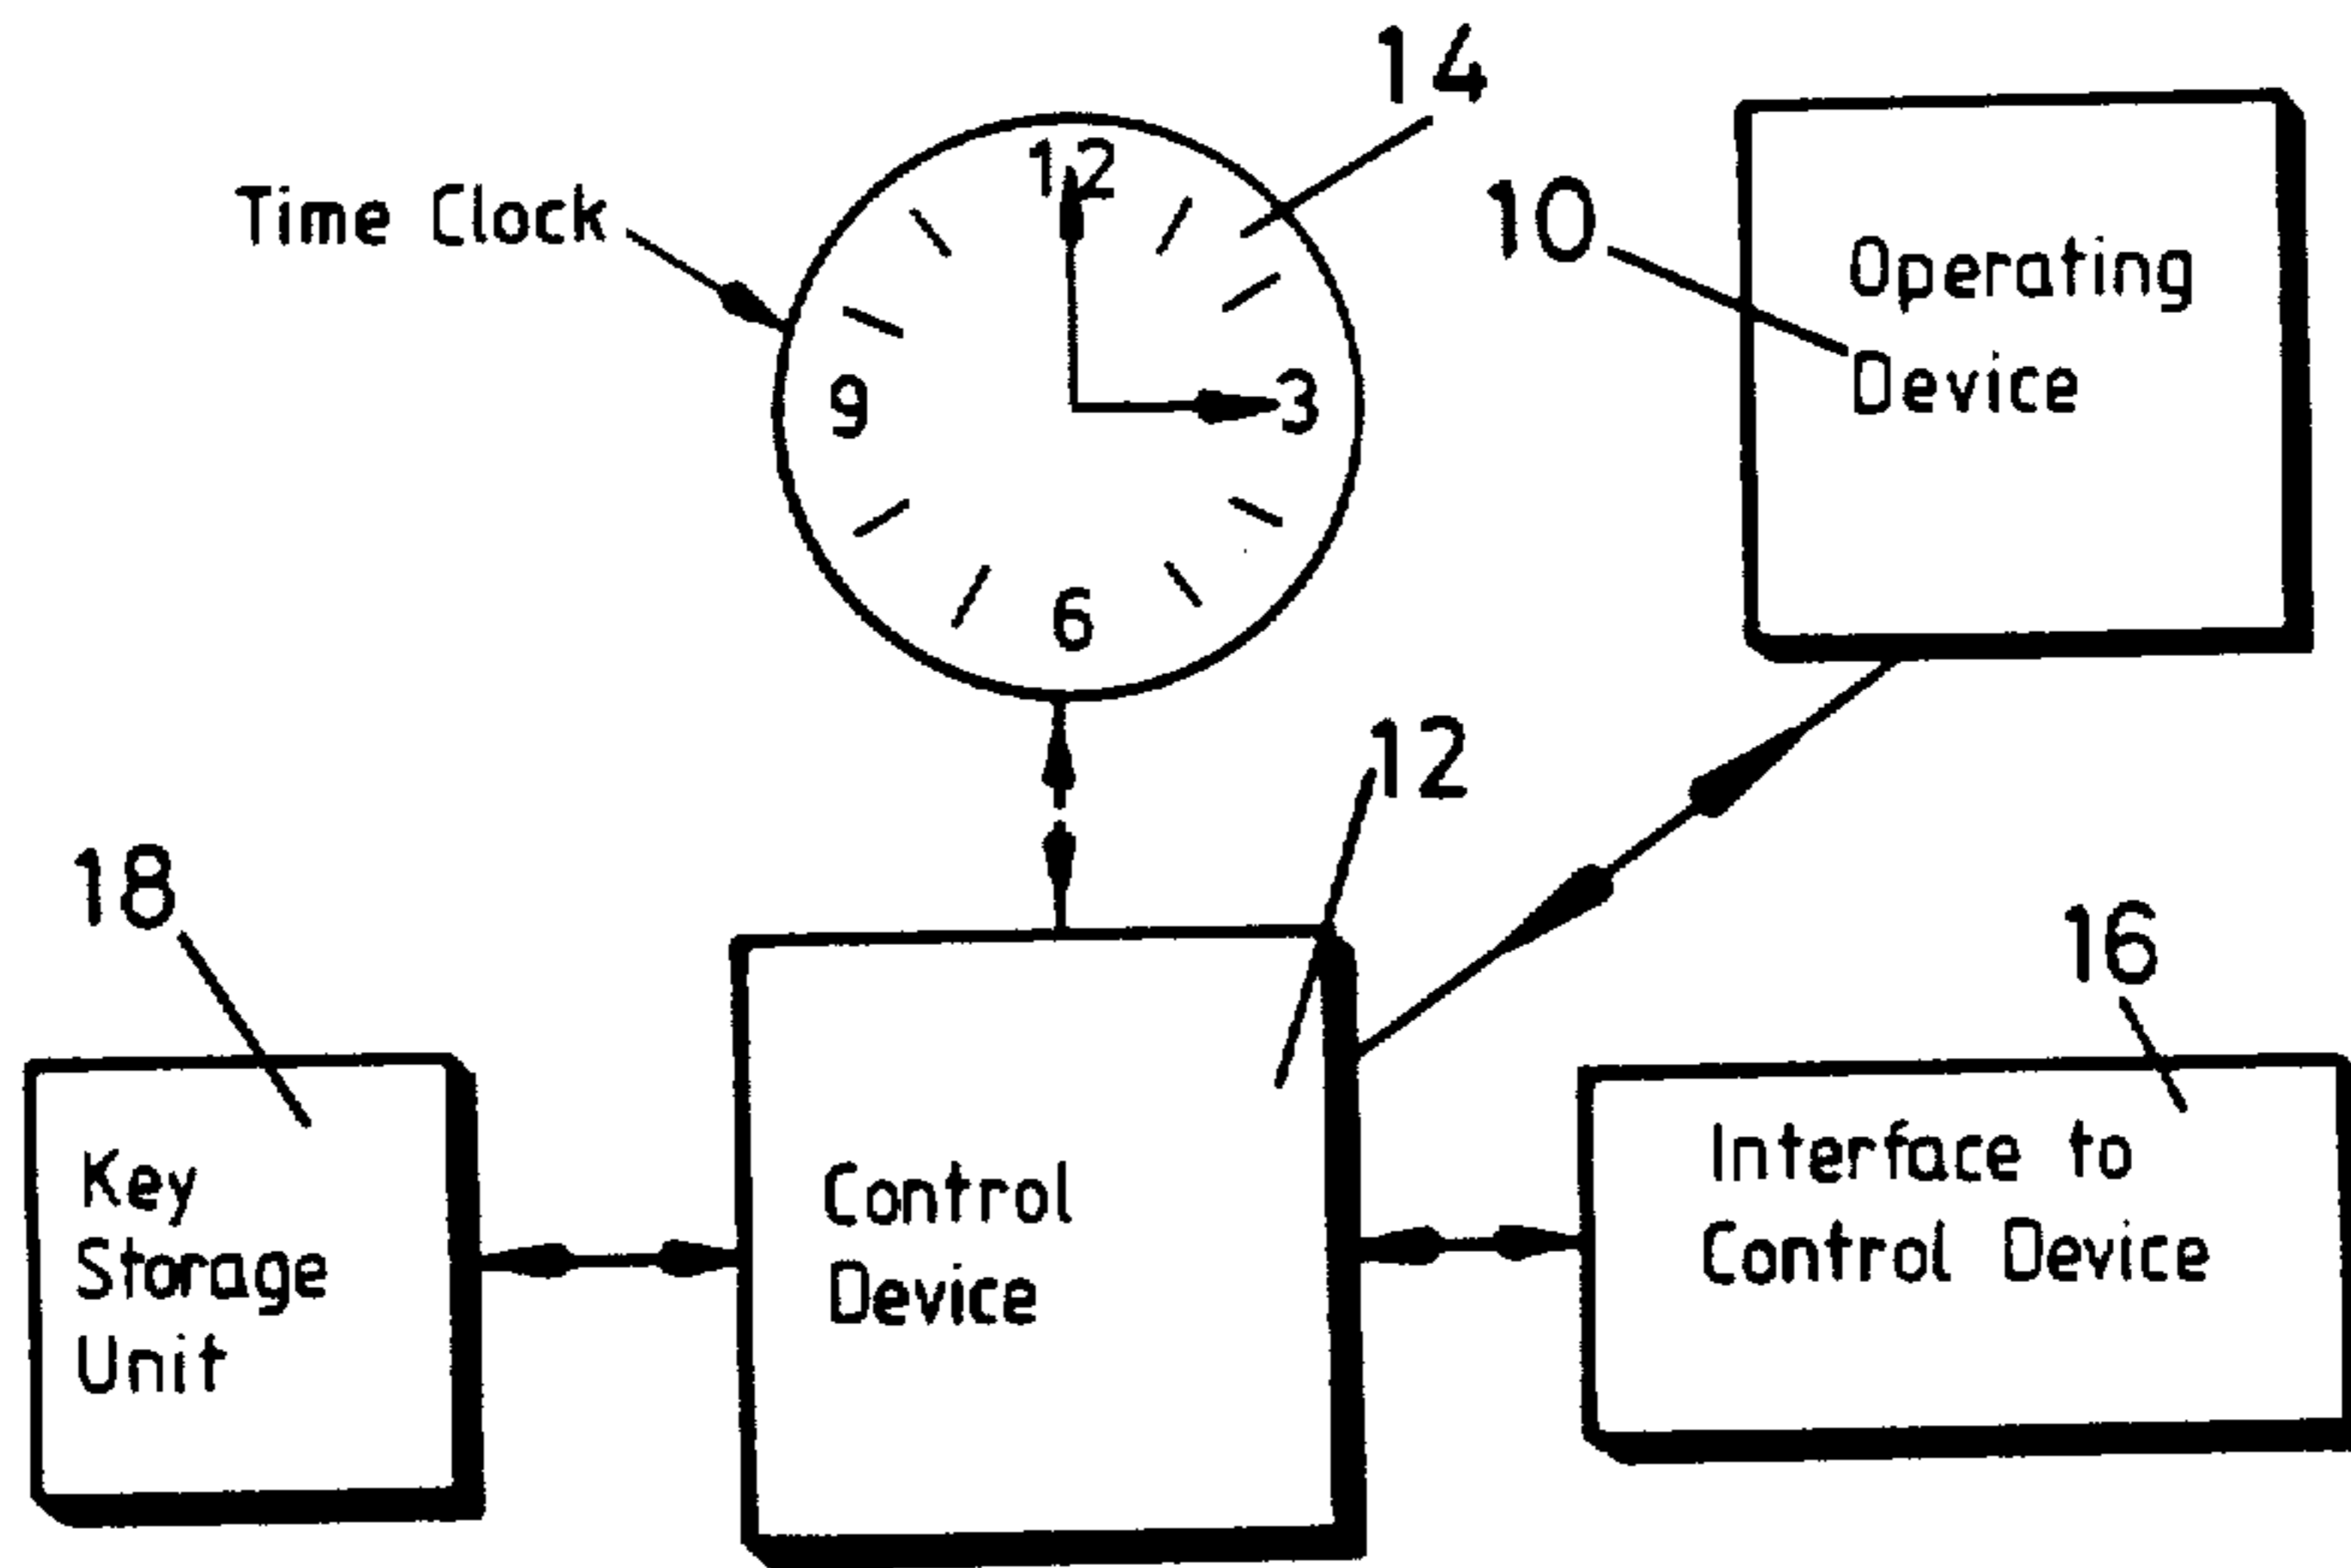 14
12
Time Clock
10
Operating
Device
9
3
6
12
18
16
Key
Storage
Unit
Control
Device
Interface to
Control Device